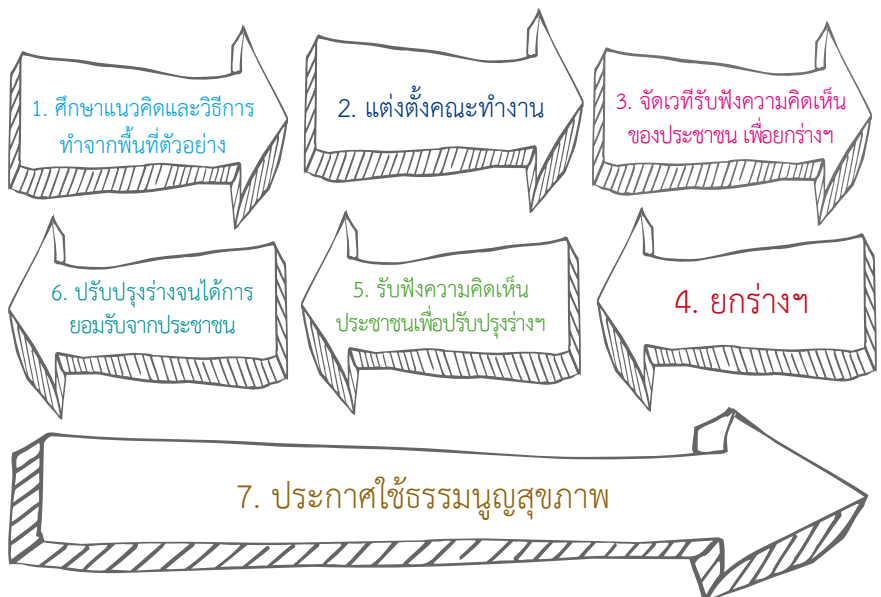 1. ศึกษาแนวคิดและวิธีการ
ทำจากพื้นที่ตัวอย่าง
2. แต่งตั้งคณะทำงาน
3. จัดเวทีรับฟังความคิดเห็น
ของประชาชน เพื่อยกร่างฯ
4. ยกร่างฯ
5. รับฟังความคิดเห็น
ประชาชนเพื่อปรับปรุงร่างฯ
6. ปรับปรุงร่างจนได้การ
ยอมรับจากประชาชน
7. ประกาศใช้ธรรมนูญสุขภาพ